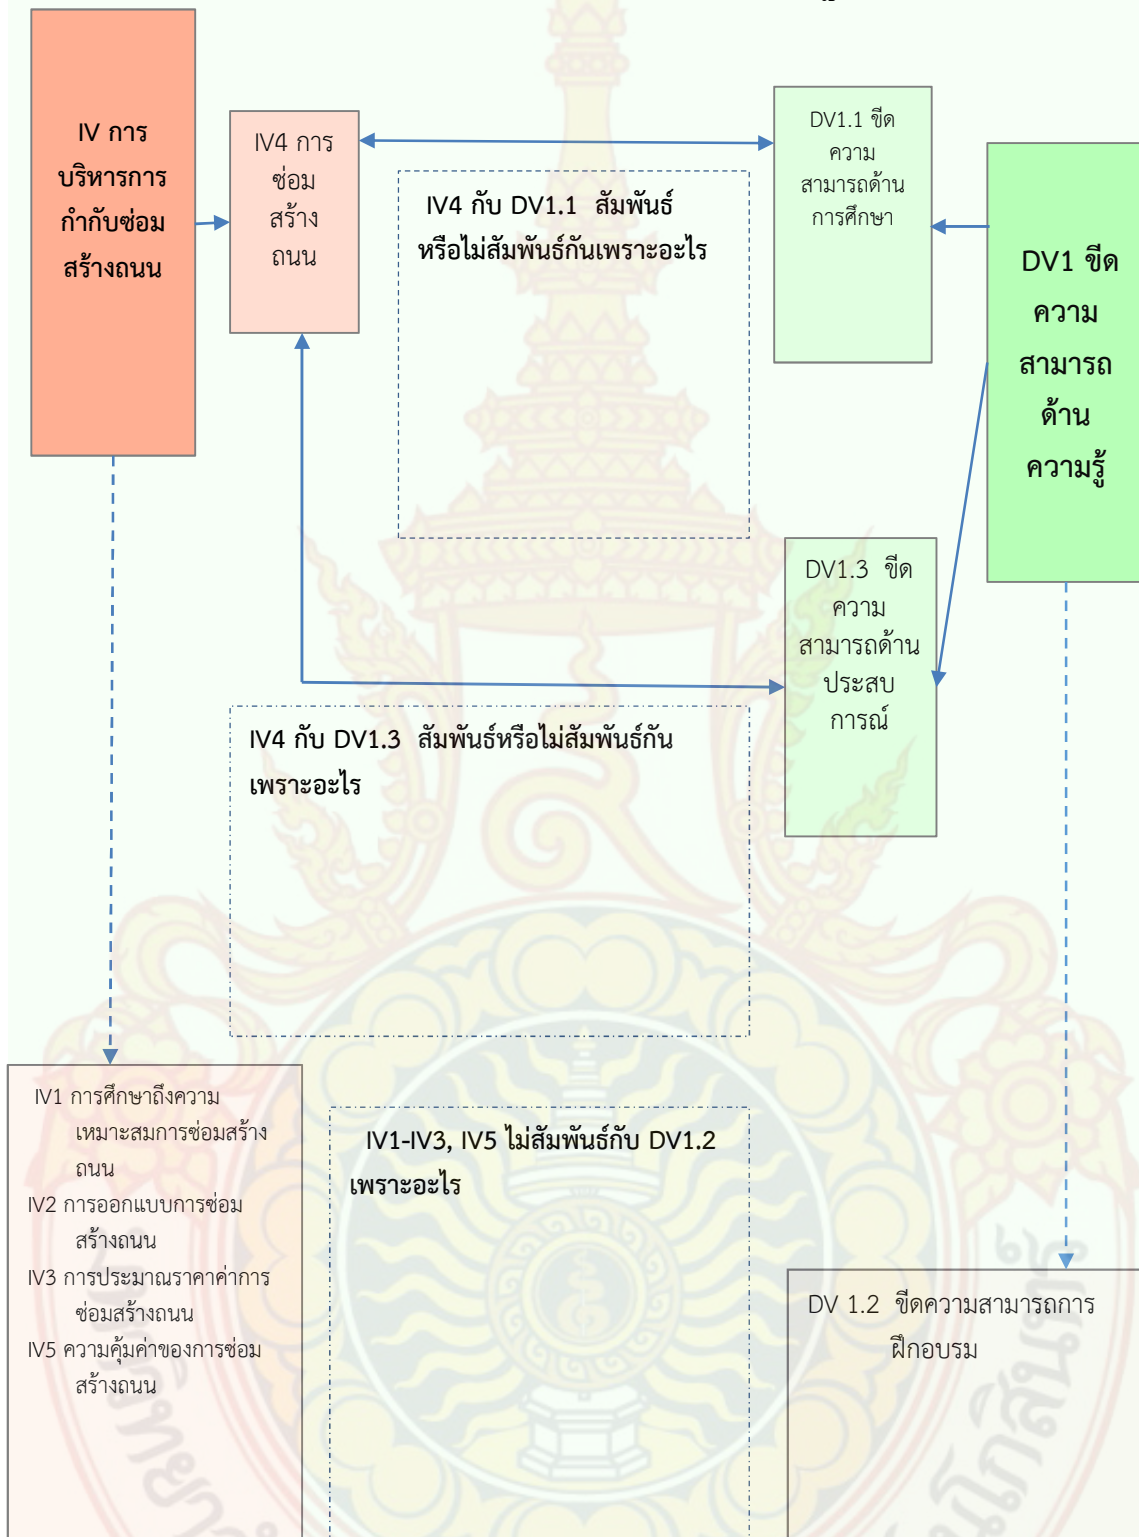 IV การ
บริหารการ
กำกับซ่อม
สร้างถนน
IV4 การ
ซ่อม
สร้าง
ถนน
IV4 กับ DV1.1 สัมพันธ์
หรือไม่สัมพันธ์กันเพราะอะไร
DV1.1 ขีด
ความ
สามารถด้าน
การศึกษา
DV1 ขีด
ความ
สามารถ
ด้าน
ความรู้
DV1.3 ขีด
ความ
สามารถด้าน
ประสบ
การณ์
IV4 กับ DV1.3 สัมพันธ์หรือไม่สัมพันธ์กัน
เพราะอะไร
IV1 การศึกษาถึงความ
เหมาะสมการซ่อมสร้าง
ถนน
IV2 การออกแบบการซ่อม
สร้างถนน
IV3 การประมาณราคาค่าการ
ซ่อมสร้างถนน
IV5 ความคุ้มค่าของการซ่อม
สร้างถนน
IV1-IV3, IV5 ไม่สัมพันธ์กับ DV1.2
เพราะอะไร
DV 1.2 ขีดความสามารถการ
ฝึกอบรม